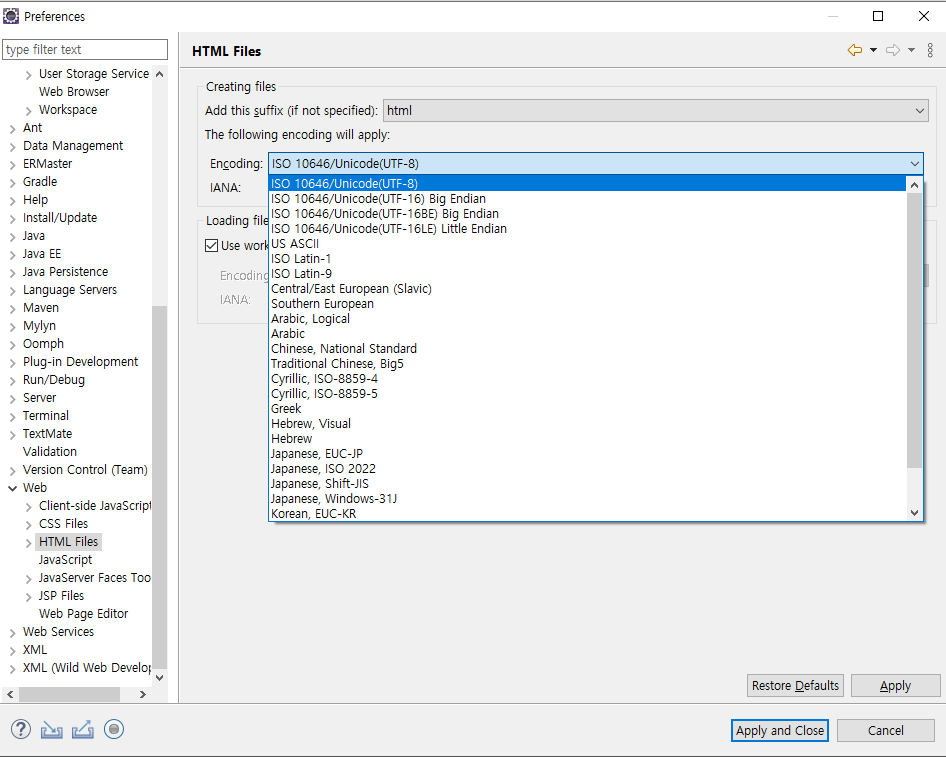 Preferences
type filter text
User Storage Service
Web Browser
Workspace
Ant
Data Management
ERMaster
Gradle
Help
Install/Update
Java
Java EE
Java Persistence
Language Servers
Maven
Mylyn
Oomph
Plug-in Development
Run/Debug
Server
Terminal
TextMate
Validation
Version Control (Team)
Web
Client-side JavaScript
CSS Files
HTML Files
JavaScript
JavaServer Faces Too
JSP Files
Web Page Editor
Web Services
XML
XML (Wild Web Develop
HTML Files
Creating files
Add this suffix (if not specified): html
The following encoding will apply:
Encoding: ISO 10646/Unicode(UTF-8)
IANA:
Loading file
Use work
Encoding
IANA:
ISO 10646/Unicode(UTF-8)
ISO 10646/Unicode(UTF-16) Big Endian
ISO 10646/Unicode(UTF-16BE) Big Endian
ISO 10646/Unicode(UTF-16LE) Little Endian
US ASCII
ISO Latin-1
ISO Latin-9
Central/East European (Slavic)
Southern European
Arabic, Logical
Arabic
Chinese, National Standard
Traditional Chinese, Big5
Cyrillic, ISO-8859-4
Cyrillic, ISO-8859-5
Greek
Hebrew, Visual
Hebrew
Japanese, EUC-JP
Japanese, ISO 2022
Japanese, Shift-JIS
Japanese, Windows-31J
Korean, EUC-KR
Restore Defaults
Apply
?
Apply and Close
Cancel